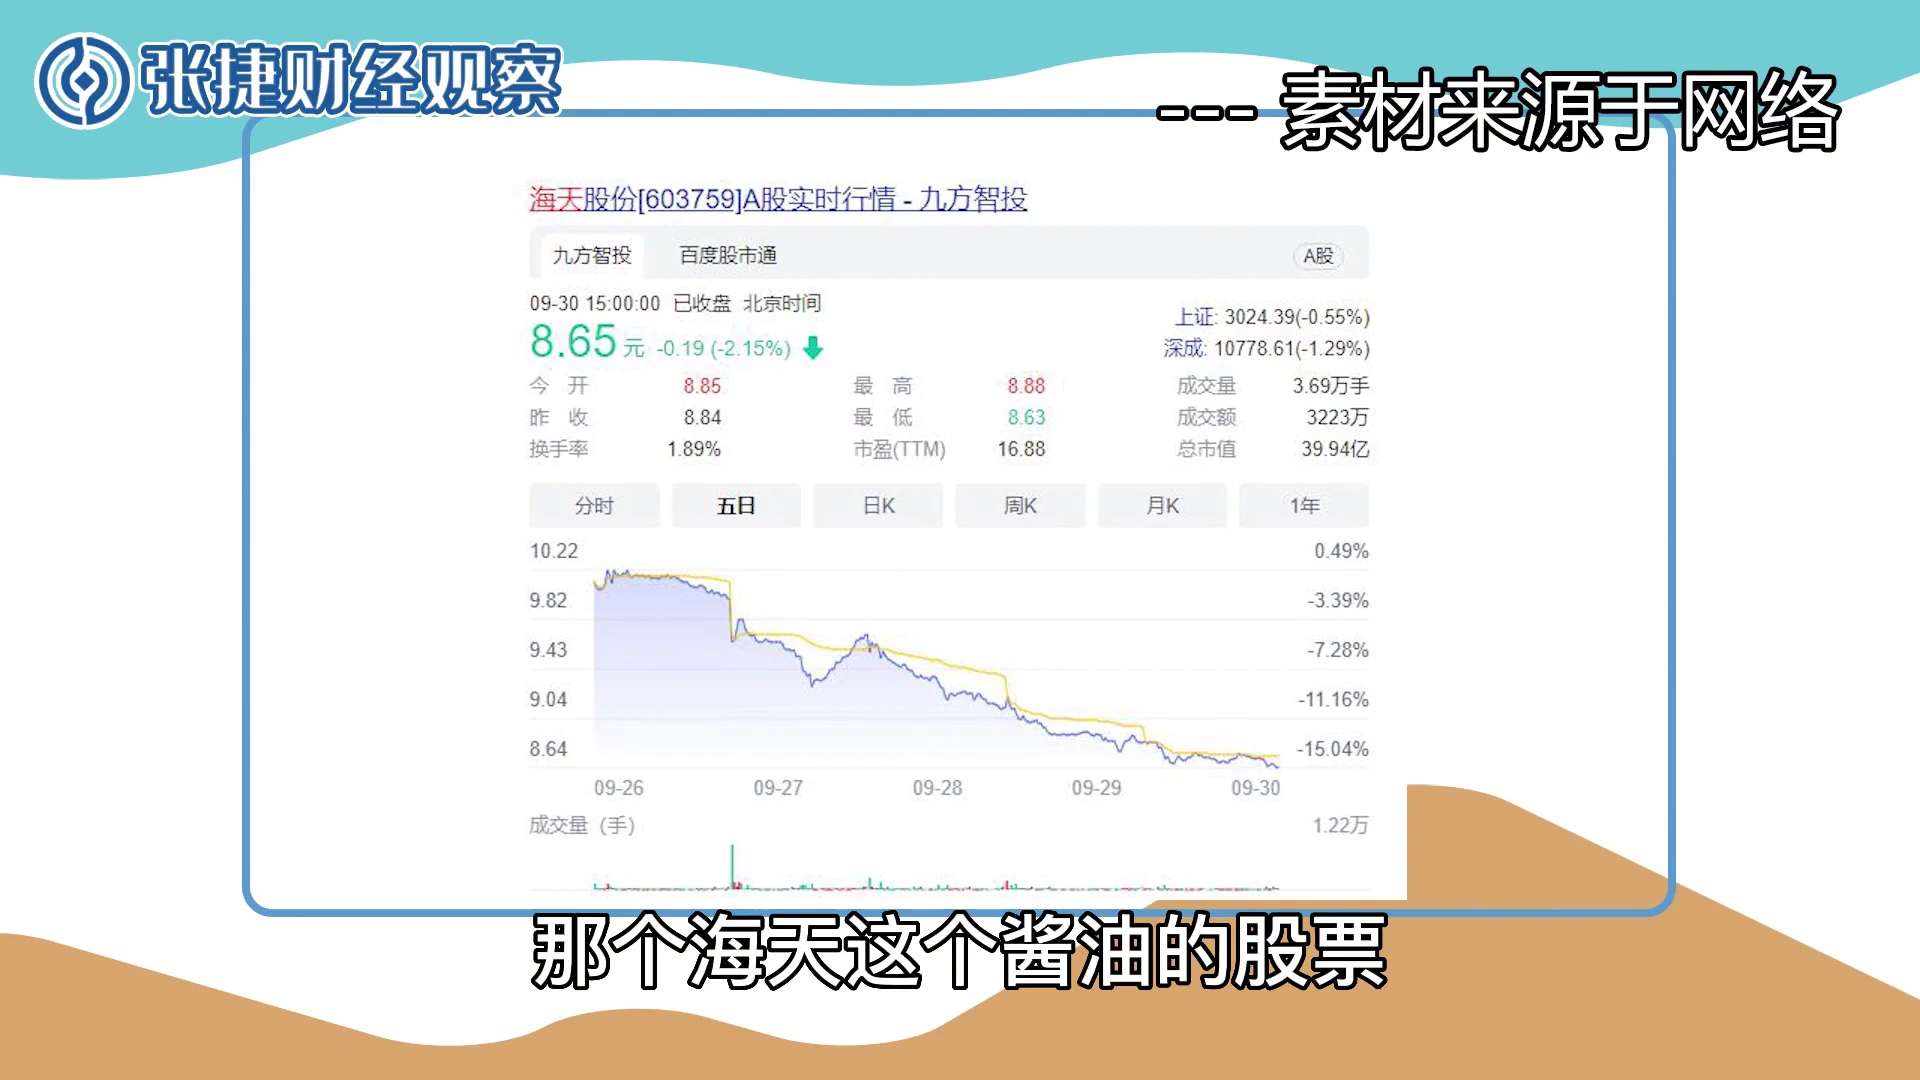 张捷财经观察
--- 素材来源于网络
海天股份[603759]A股实时行情 - 九方智投
九方智投 百度股市通 A股
09-30 15:00:00 已收盘 北京时间
上证: 3024.39(-0.55%)
8.65元 -0.19 (-2.15%)
深成: 10778.61(-1.29%)
今开 8.85 最高 8.88 成交量 3.69万手
昨收 8.84 最低 8.63 成交额 3223万
换手率 1.89% 市盈(TTM) 16.88 总市值 39.94亿
分时 五日 日K 周K 月K 1年
10.22 0.49%
9.82 -3.39%
9.43 -7.28%
9.04 -11.16%
8.64 -15.04%
09-26 09-27 09-28 09-29 09-30
成交量（手） 1.22万
那个海天这个酱油的股票